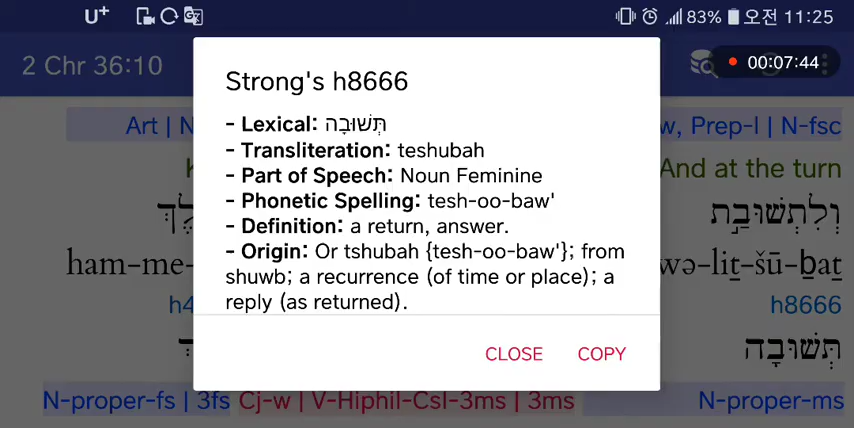 U+ 83% 오전 11:25
2 Chr 36:10
00:07:44
Strong's h8666
- Lexical: תְּשׁוּבָה
- Transliteration: teshubah
- Part of Speech: Noun Feminine
- Phonetic Spelling: tesh-oo-baw'
- Definition: a return, answer.
- Origin: Or tshubah {tesh-oo-baw'}; from
shuwb; a recurrence (of time or place); a
reply (as returned).
CLOSE COPY
Art | N
w, Prep-l | N-fsc
And at the turn
וְלִתְשׁוּבַ֣ת
ham-me-
wə-liṯ-šū-ḇaṯ
h4
h8666
תְּשׁוּבָה
N-proper-fs | 3fs Cj-w | V-Hiphil-CsI-3ms | 3ms N-proper-ms